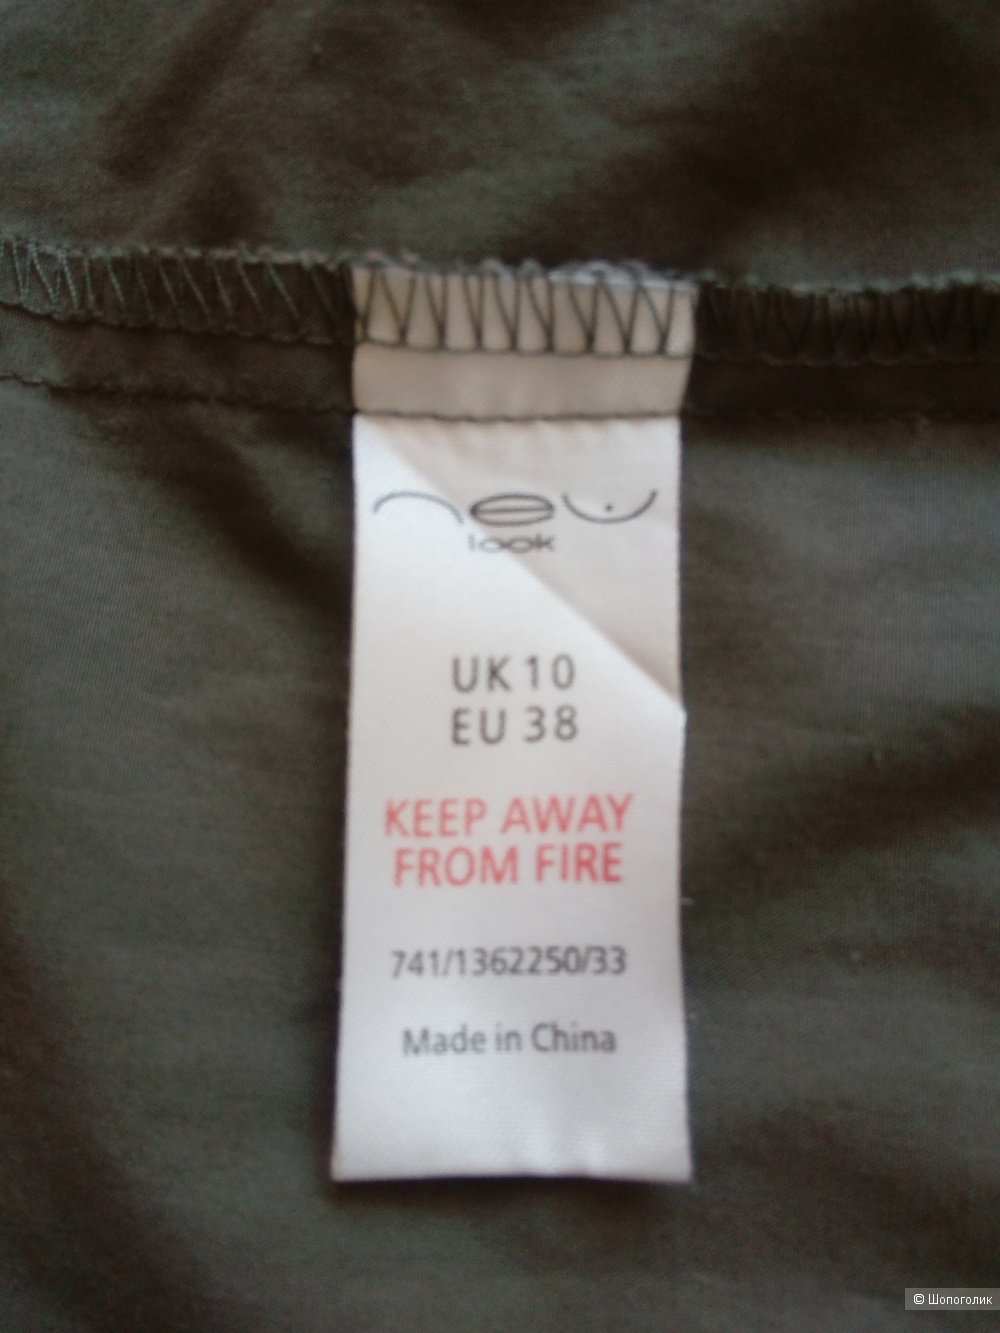 new
look
UK 10
EU 38
KEEP AWAY
FROM FIRE
741/1362250/33
Made in China
© Шопоголик